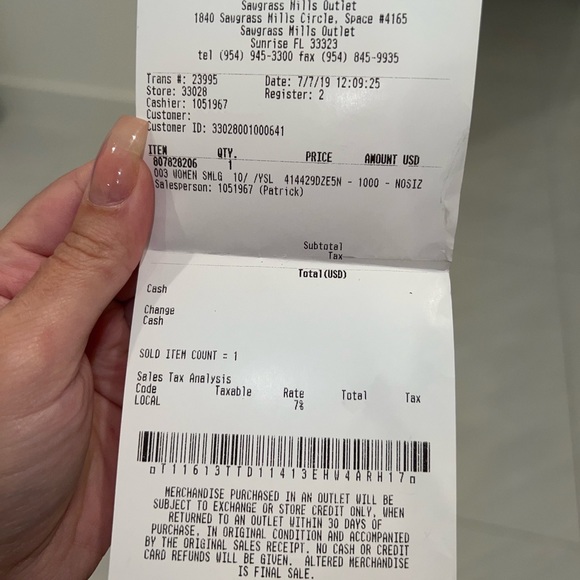 Sawgrass Mills Outlet
1840 Sawgrass Mills Circle, Space #4165
Sawgrass Mills Outlet
Sunrise FL 33323
tel (954) 945-3300 fax (954) 845-9935
Trans #: 23995 Date: 7/7/19 12:09:25
Store: 33028 Register: 2
Cashier: 1051967
Customer:
Customer ID: 33028001000641
ITEM QTY. PRICE AMOUNT USD
807828206 1
003 WOMEN SMLG 10/ /YSL 414429DZE5N - 1000 - NOSIZ
Salesperson: 1051967 (Patrick)
Subtotal
Tax
Total(USD)
Cash -
Change
Cash
SOLD ITEM COUNT = 1
Sales Tax Analysis
Code Taxable Rate Total Tax
LOCAL 7%
T11613TTD11413EHW4ARH17
MERCHANDISE PURCHASED IN AN OUTLET WILL BE
SUBJECT TO EXCHANGE OR STORE CREDIT ONLY, WHEN
RETURNED TO AN OUTLET WITHIN 30 DAYS OF
PURCHASE, IN ORIGINAL CONDITION AND ACCOMPANIED
BY THE ORIGINAL SALES RECEIPT. NO CASH OR CREDIT
CARD REFUNDS WILL BE GIVEN. ALTERED MERCHANDISE
IS FINAL SALE.